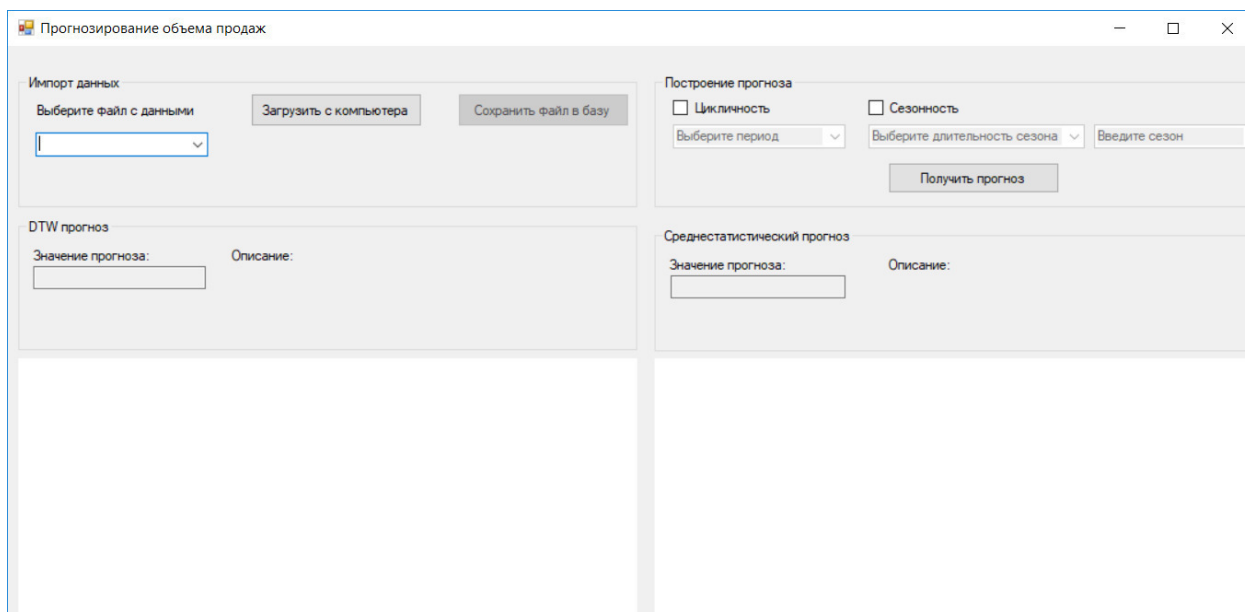 Прогнозирование объема продаж
Импорт данных
Выберите файл с данными
Загрузить с компьютера
Сохранить файл в базу
Построение прогноза
Цикличность
Сезонность
Выберите период
Выберите длительность сезона
Введите сезон
Получить прогноз
DTW прогноз
Значение прогноза:
Описание:
Среднестатистический прогноз
Значение прогноза:
Описание: